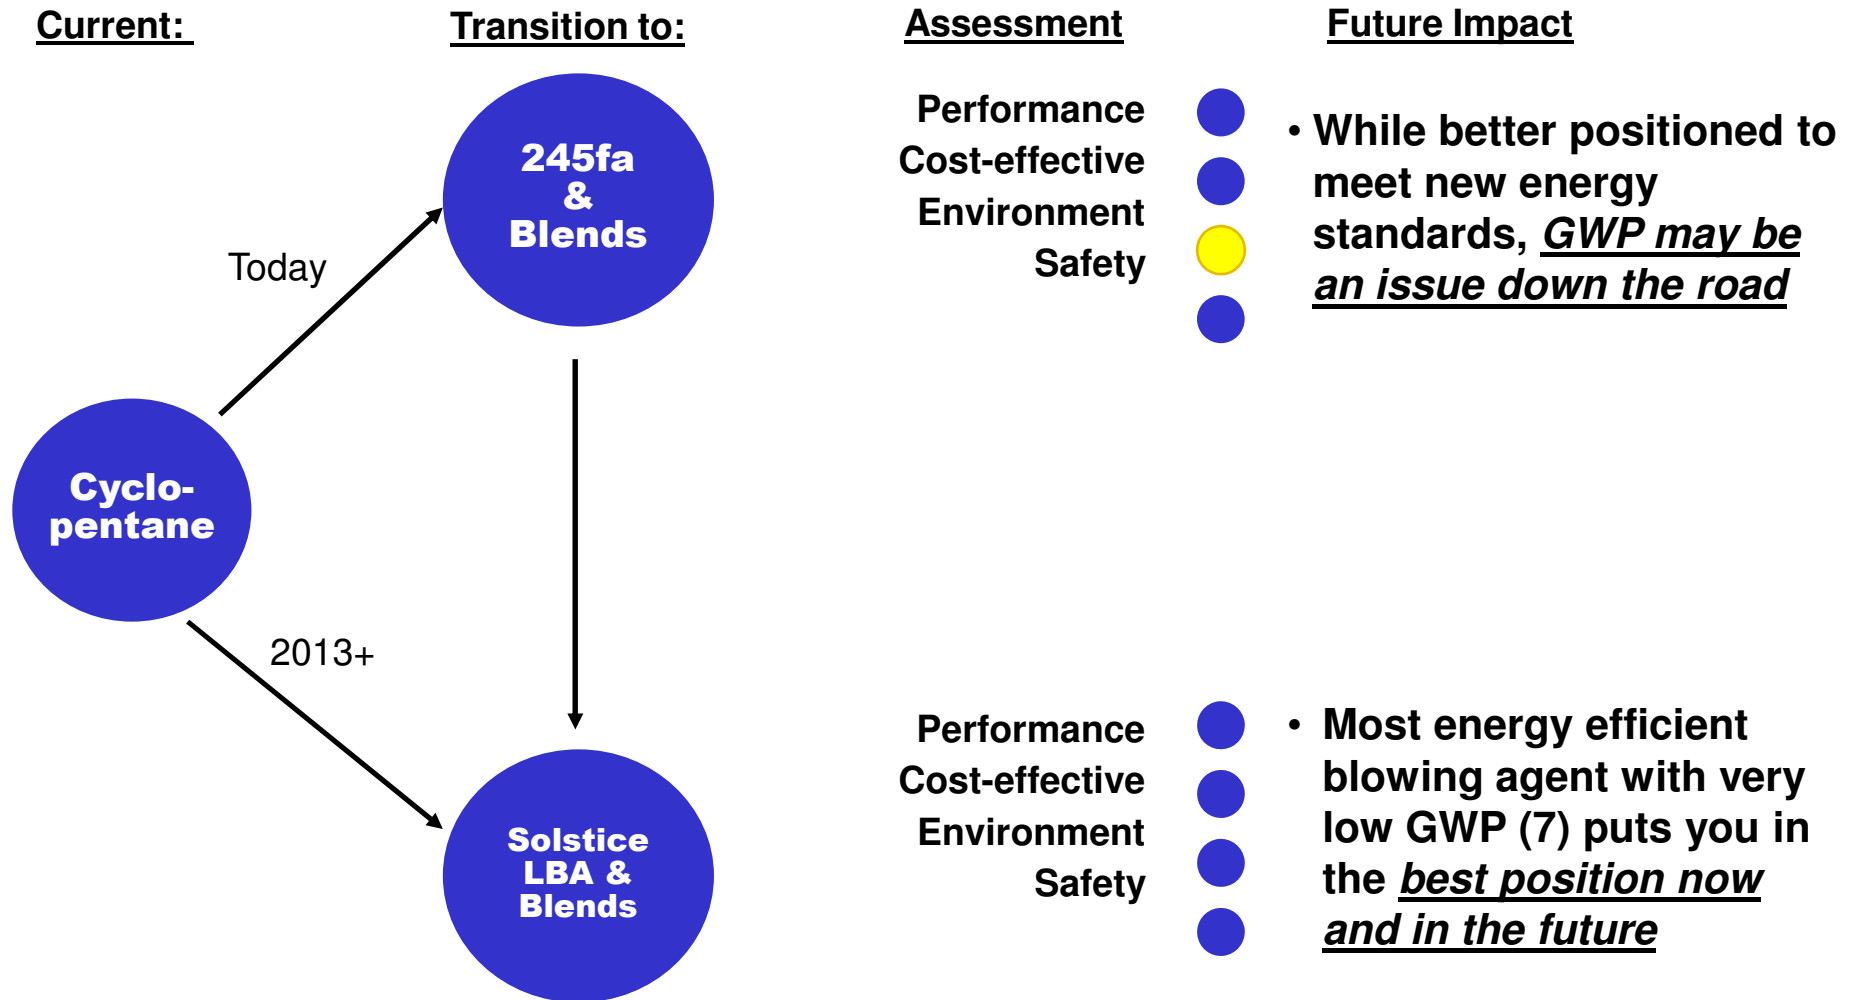 Current:
Transition to:
Assessment
Future Impact
245fa
&
Blends
Today
Cyclo-
pentane
2013+
Solstice
LBA &
Blends
Performance
Cost-effective
Environment
Safety
• While better positioned to
meet new energy
standards, GWP may be
an issue down the road
Performance
Cost-effective
Environment
Safety
• Most energy efficient
blowing agent with very
low GWP (7) puts you in
the best position now
and in the future